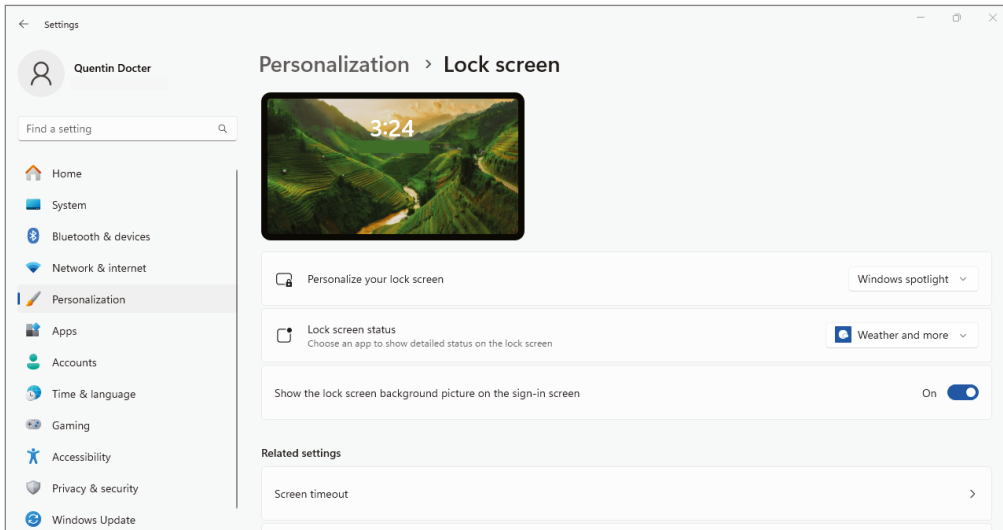 Settings
Quentin Docter
Find a setting
Home
System
Bluetooth & devices
Network & internet
Personalization
Apps
Accounts
Time & language
Gaming
Accessibility
Privacy & security
Windows Update
Personalization > Lock screen
3:24
Personalize your lock screen
Windows spotlight
Lock screen status
Choose an app to show detailed status on the lock screen
Weather and more
Show the lock screen background picture on the sign-in screen
On
Related settings
Screen timeout